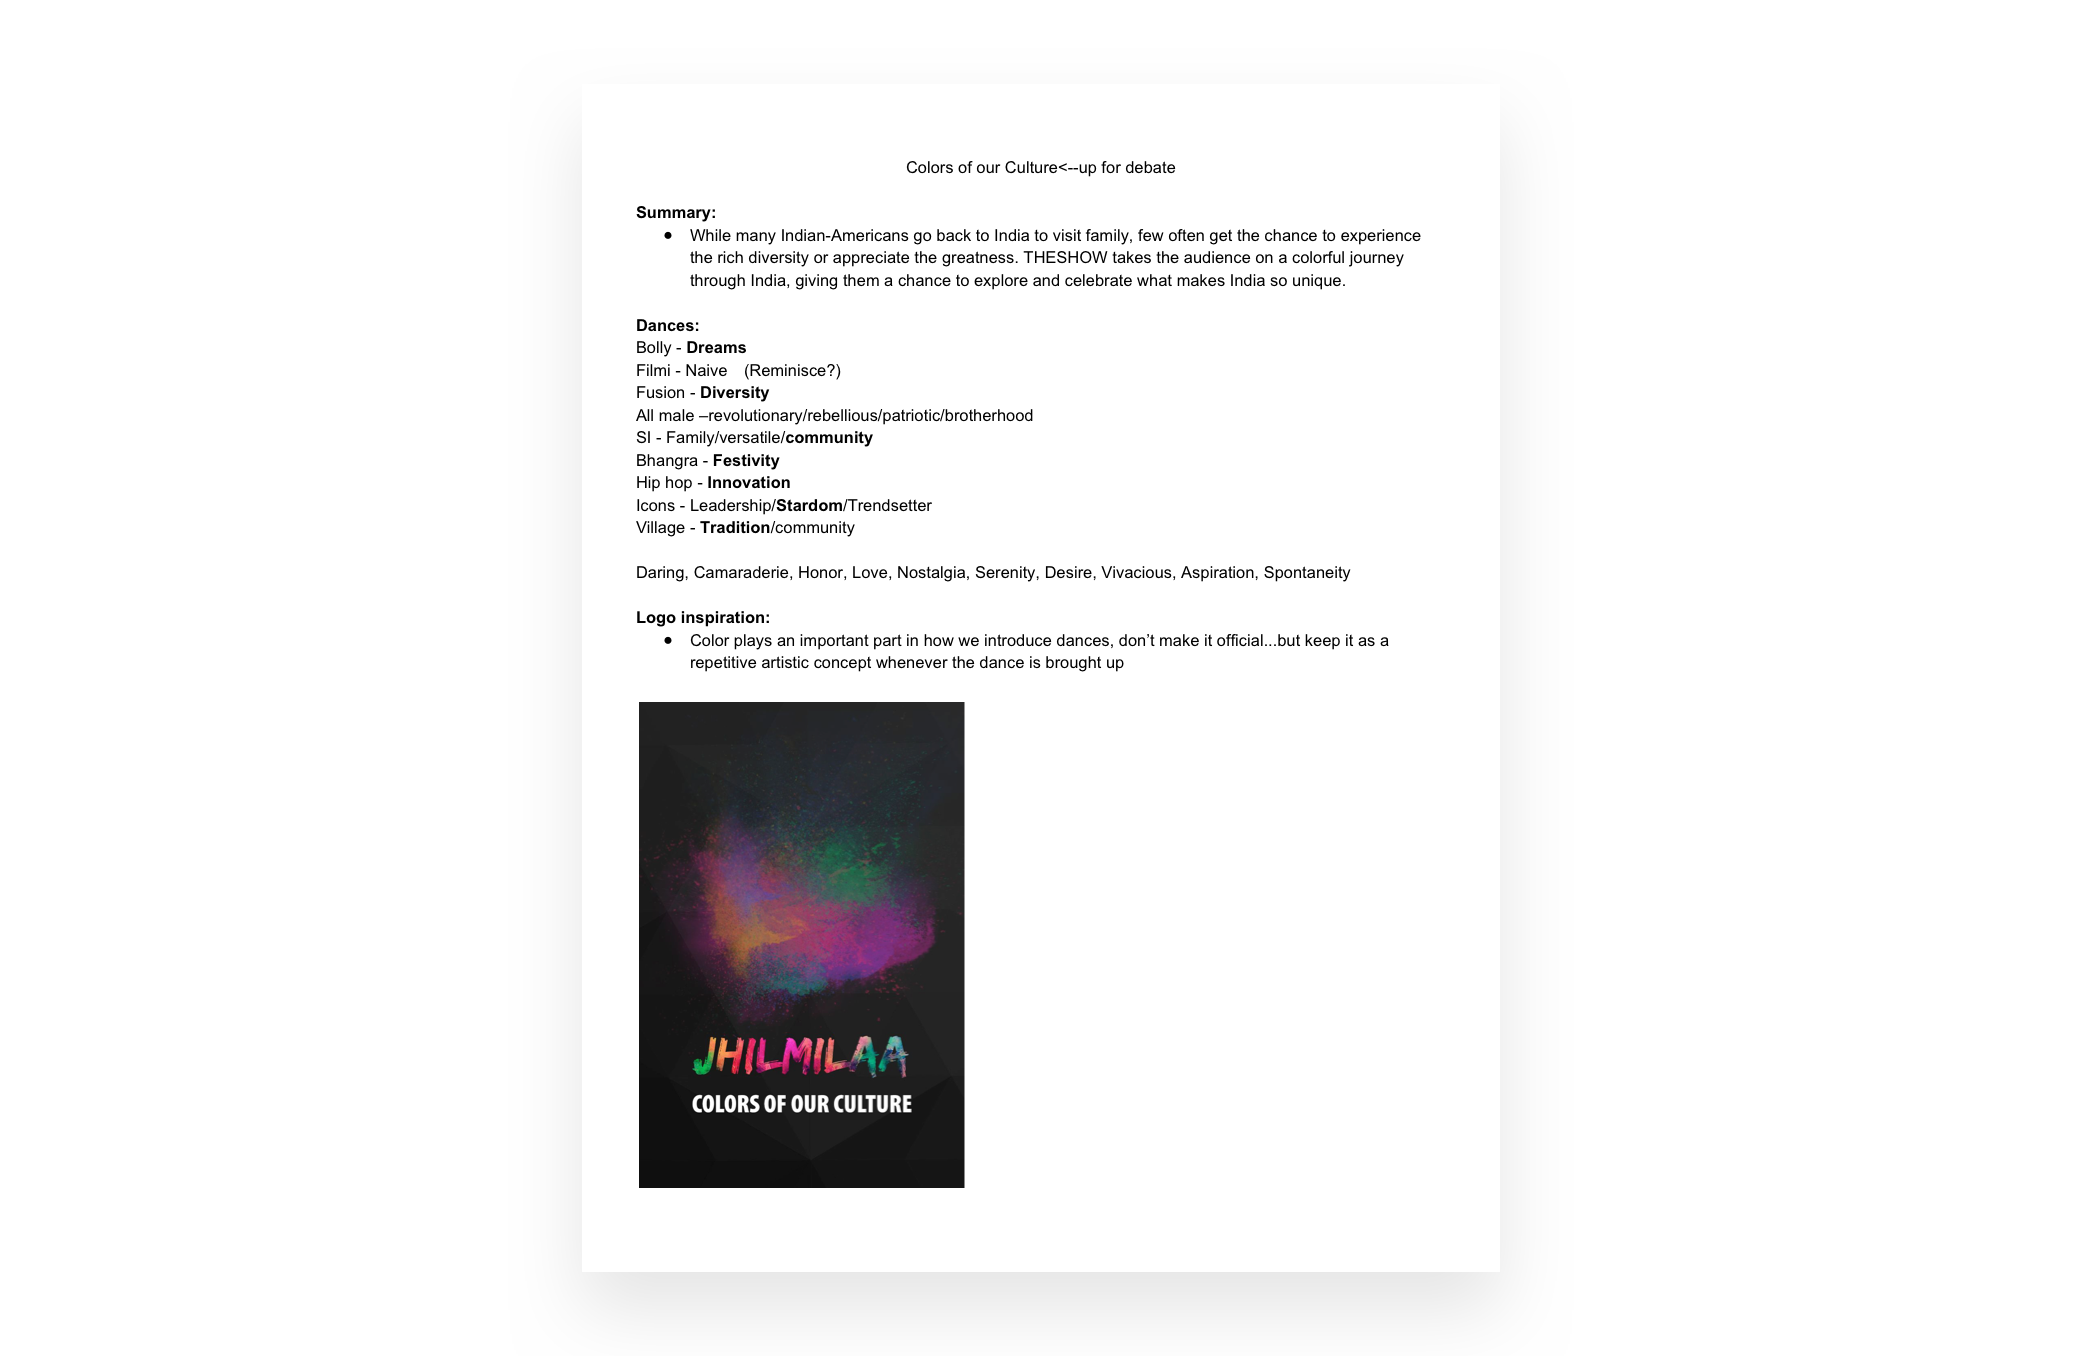 Colors of our Culture<--up for debate
Summary:
● While many Indian-Americans go back to India to visit family, few often get the chance to experience
the rich diversity or appreciate the greatness. THESHOW takes the audience on a colorful journey
through India, giving them a chance to explore and celebrate what makes India so unique.
Dances:
Bolly - Dreams
Filmi - Naive (Reminisce?)
Fusion - Diversity
All male –revolutionary/rebellious/patriotic/brotherhood
SI - Family/versatile/community
Bhangra - Festivity
Hip hop - Innovation
Icons - Leadership/Stardom/Trendsetter
Village - Tradition/community
Daring, Camaraderie, Honor, Love, Nostalgia, Serenity, Desire, Vivacious, Aspiration, Spontaneity
Logo inspiration:
● Color plays an important part in how we introduce dances, don’t make it official...but keep it as a
repetitive artistic concept whenever the dance is brought up
JHILMILAA
COLORS OF OUR CULTURE